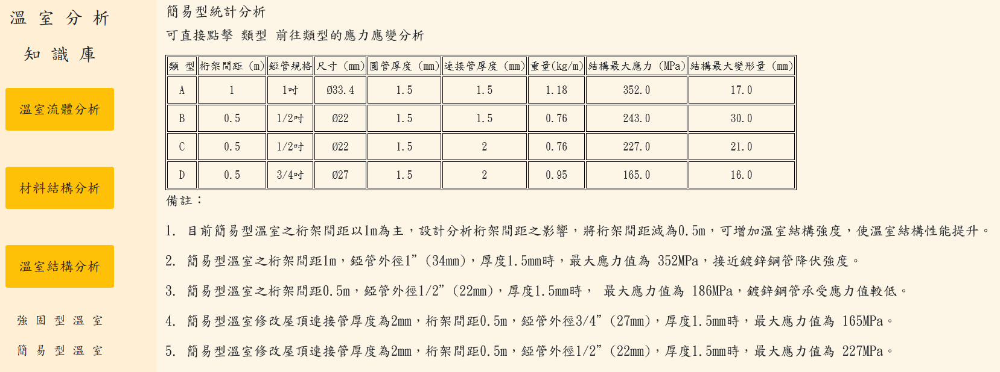 溫 室 分 析
知 識 庫
溫室流體分析
材料結構分析
溫室結構分析
強 固 型 溫 室
簡 易 型 溫 室
簡易型統計分析
可直接點擊 類型 前往類型的應力應變分析
類 型 桁架間距 (m) 錏管規格 尺寸 (mm) 圓管厚度 (mm) 連接管厚度 (mm) 重量(kg/m) 結構最大應力 (MPa) 結構最大變形量 (mm)
A 1 1吋 Ø33.4 1.5 1.5 1.18 352.0 17.0
B 0.5 1/2吋 Ø22 1.5 1.5 0.76 243.0 30.0
C 0.5 1/2吋 Ø22 1.5 2 0.76 227.0 21.0
D 0.5 3/4吋 Ø27 1.5 2 0.95 165.0 16.0
備註：
1. 目前簡易型溫室之桁架間距以1m為主，設計分析桁架間距之影響，將桁架間距減為0.5m，可增加溫室結構強度，使溫室結構性能提升。
2. 簡易型溫室之桁架間距1m，錏管外徑1” (34mm)，厚度1.5mm時，最大應力值為 352MPa，接近鍍鋅鋼管降伏強度。
3. 簡易型溫室之桁架間距0.5m，錏管外徑1/2” (22mm)，厚度1.5mm時， 最大應力值為 186MPa，鍍鋅鋼管承受應力值較低。
4. 簡易型溫室修改屋頂連接管厚度為2mm，桁架間距0.5m，錏管外徑3/4” (27mm)，厚度1.5mm時，最大應力值為 165MPa。
5. 簡易型溫室修改屋頂連接管厚度為2mm，桁架間距0.5m，錏管外徑1/2” (22mm)，厚度1.5mm時，最大應力值為 227MPa。